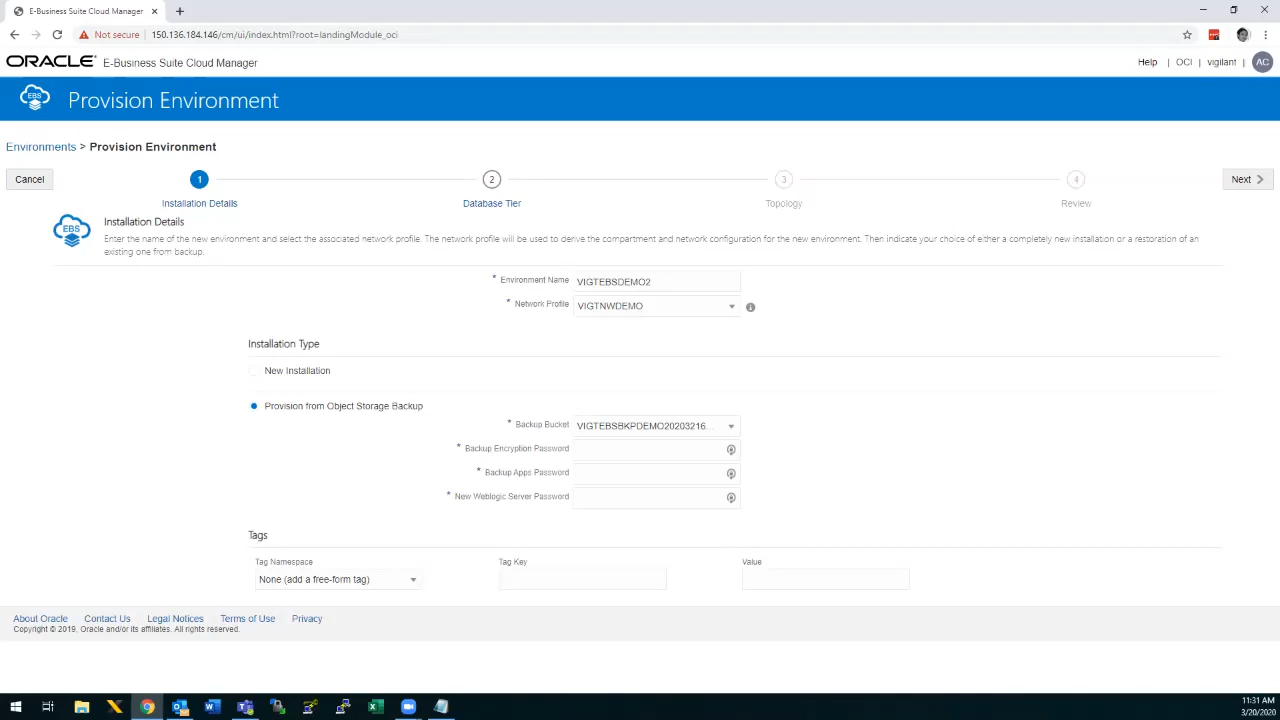 E-Business Suite Cloud Manager
Not secure | 150.136.184.146/cm/ui/index.html?root=landingModule_oci
ORACLE E-Business Suite Cloud Manager
Help | OCI | vigilant | AC
EBS
Provision Environment
Environments > Provision Environment
Cancel
1
2
3
4
Next
Installation Details
Database Tier
Topology
Review
EBS
Installation Details
Enter the name of the new environment and select the associated network profile. The network profile will be used to derive the compartment and network configuration for the new environment. Then indicate your choice of either a completely new installation or a restoration of an
existing one from backup.
* Environment Name VIGTEBSDEMO2
* Network Profile VIGTNWDEMO
Installation Type
New Installation
Provision from Object Storage Backup
* Backup Bucket VIGTEBSBKPDEMO20203216...
* Backup Encryption Password
* Backup Apps Password
* New Weblogic Server Password
Tags
Tag Namespace
Tag Key
Value
None (add a free-form tag)
About Oracle Contact Us Legal Notices Terms of Use Privacy
Copyright © 2019, Oracle and/or its affiliates. All rights reserved.
11:31 AM
3/20/2020